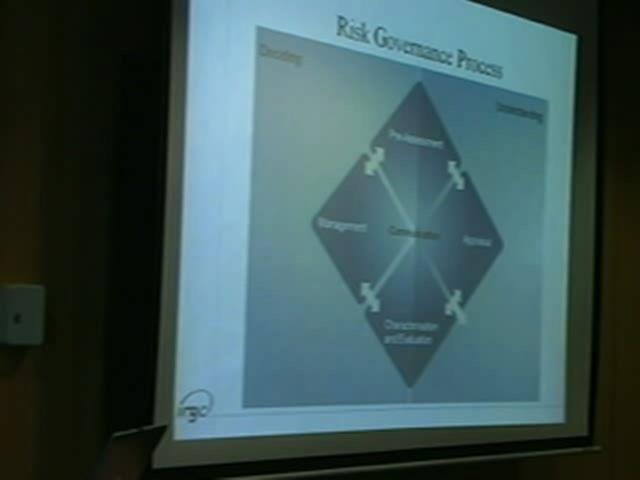 Risk Governance Process
Deciding
Understanding
Pre-Assessment
Management
Communication
Appraisal
Characterisation
and Evaluation
irgc